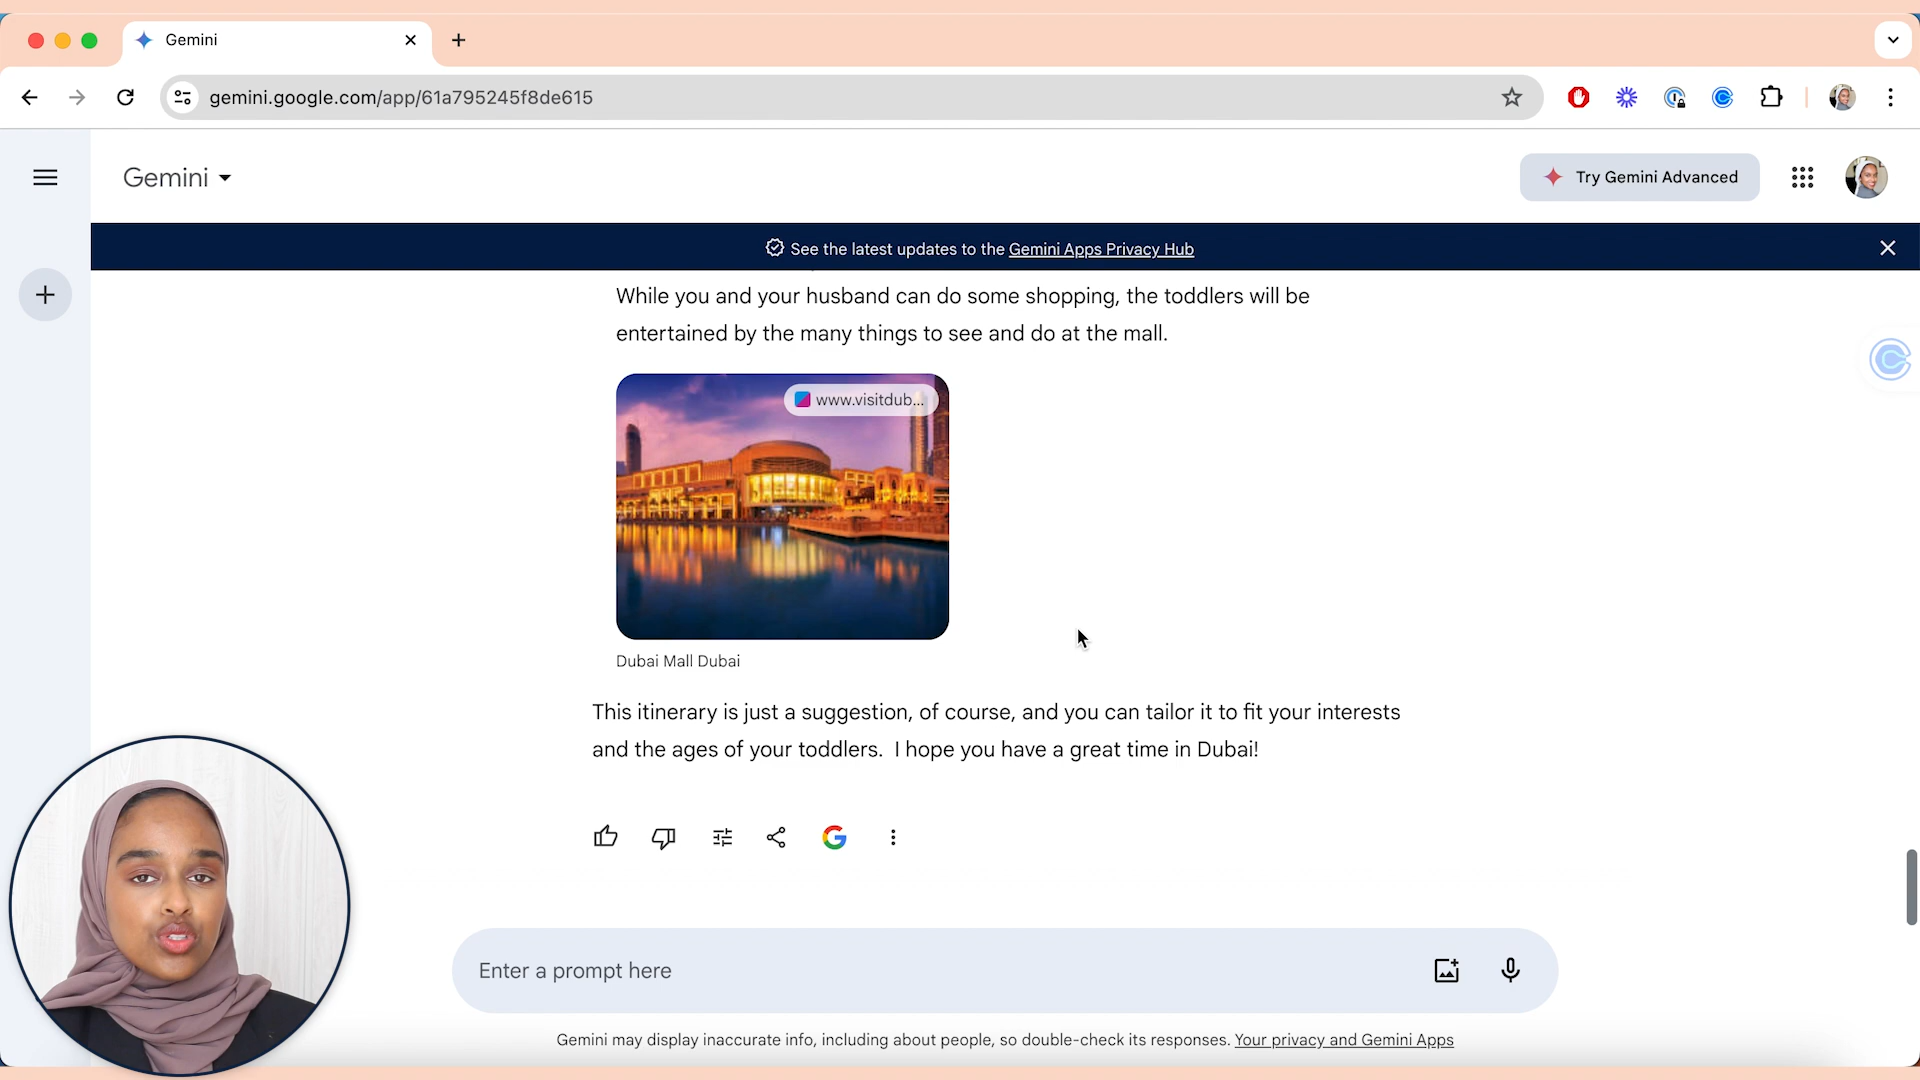 Gemini
gemini.google.com/app/61a795245f8de615
Gemini
Try Gemini Advanced
See the latest updates to the Gemini Apps Privacy Hub
While you and your husband can do some shopping, the toddlers will be
entertained by the many things to see and do at the mall.
www.visitdub...
Dubai Mall Dubai
This itinerary is just a suggestion, of course, and you can tailor it to fit your interests
and the ages of your toddlers. I hope you have a great time in Dubai!
Enter a prompt here
Gemini may display inaccurate info, including about people, so double-check its responses. Your privacy and Gemini Apps